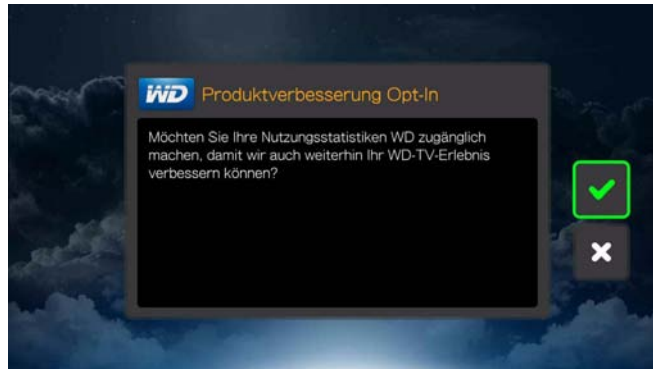 WD Produktverbesserung Opt-In
Möchten Sie Ihre Nutzungsstatistiken WD zugänglich
machen, damit wir auch weiterhin Ihr WD-TV-Erlebnis
verbessern können?